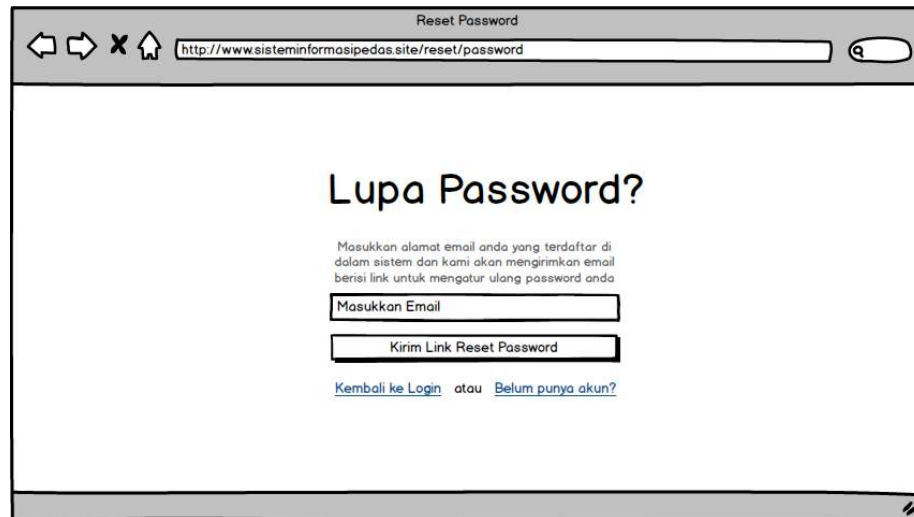 Reset Password
http://www.sisteminformasipedas.site/reset/password
Lupa Password?
Masukkan alamat email anda yang terdaftar di
dalam sistem dan kami akan mengirimkan email
berisi link untuk mengatur ulang password anda
Masukkan Email
Kirim Link Reset Password
Kembali ke Login atau Belum punya akun?